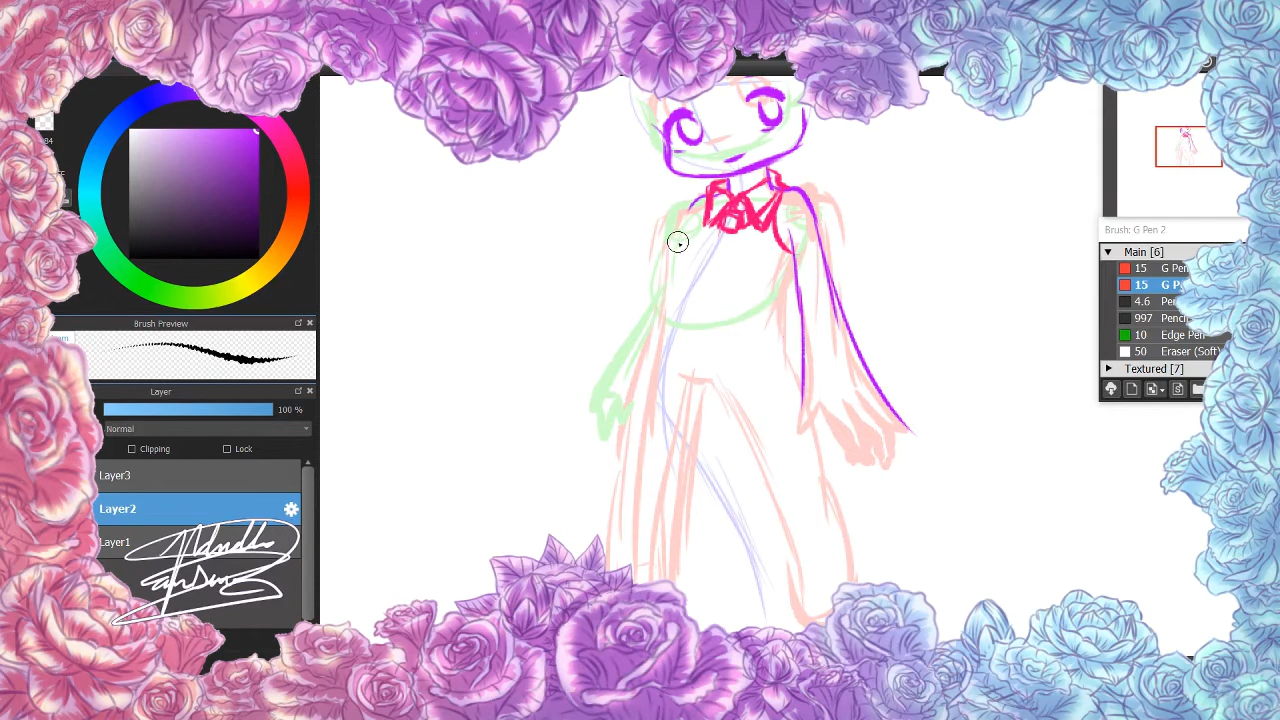 Brush Preview
Layer
100 %
Normal
Clipping
Lock
Layer3
Layer2
Layer1
Brush: G Pen 2
Main [6]
15 G Pen
15
4.6
997
10 Edge Pen
50 Eraser (Soft)
Textured [7]